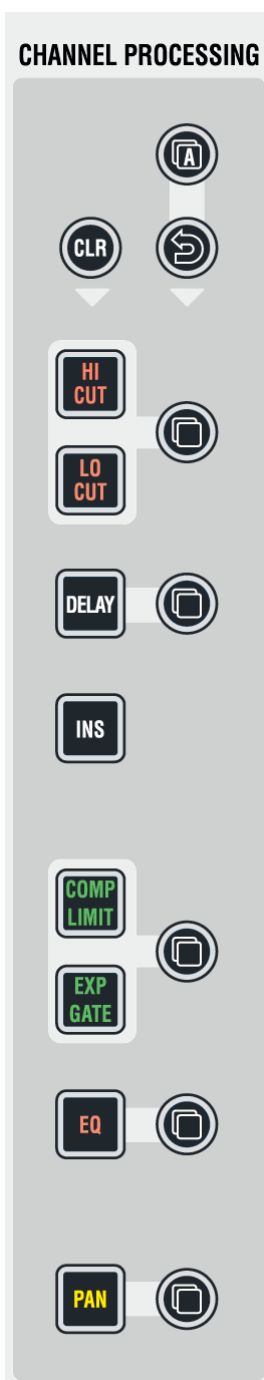 CHANNEL PROCESSING
A
CLR
HI
CUT
LO
CUT
DELAY
INS
COMP
LIMIT
EXP
GATE
EQ
PAN